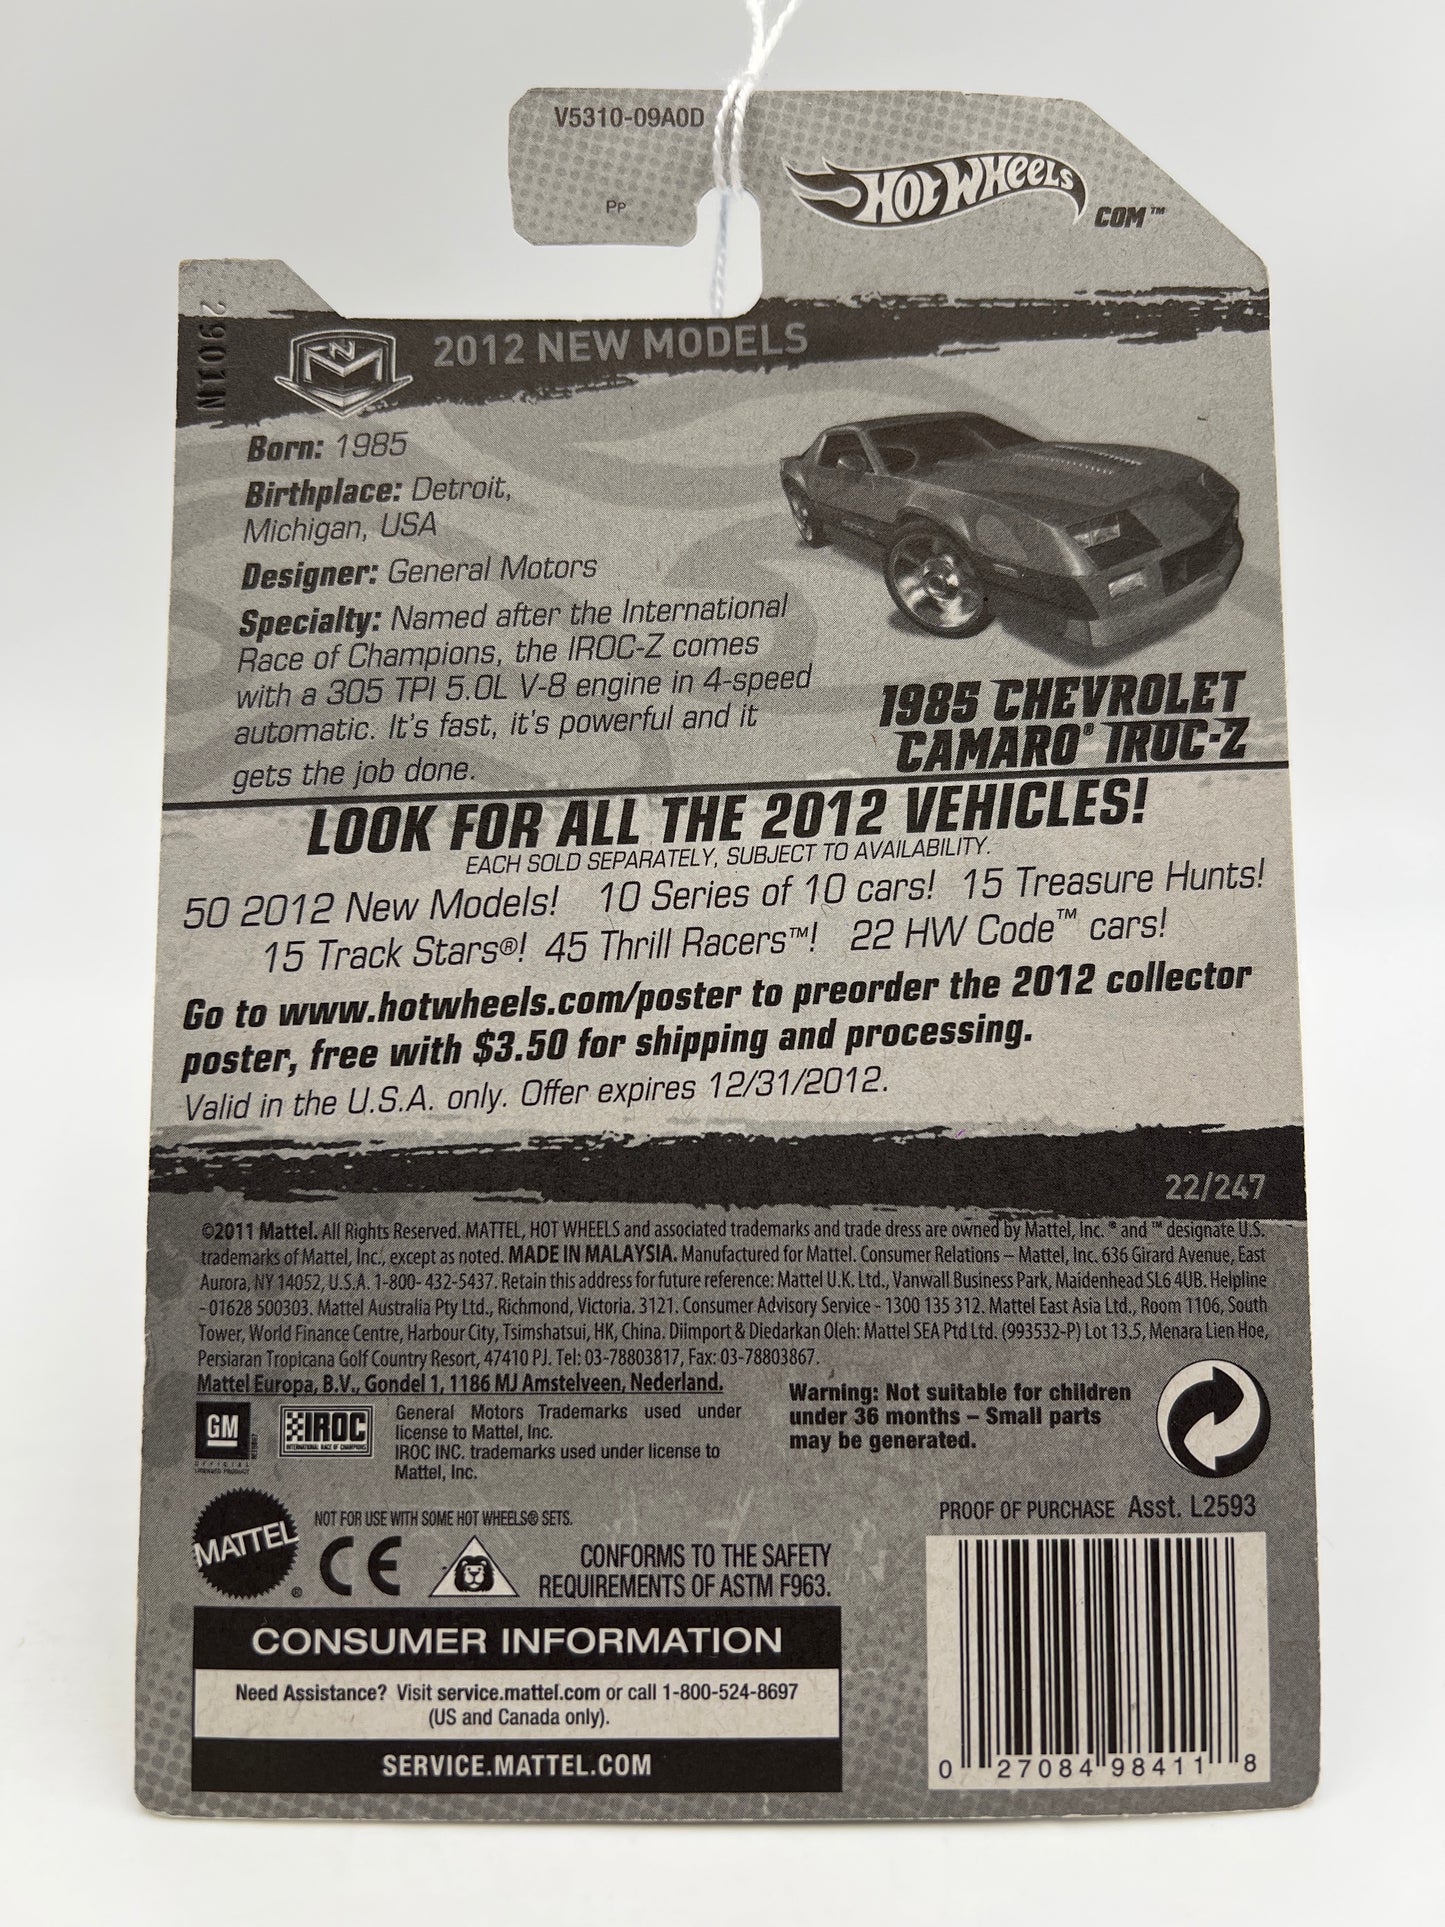 V5310-09A0D
PP
HOT WHEELS
COM™
2901N
NM
2012 NEW MODELS
Born: 1985
Birthplace: Detroit,
Michigan, USA
Designer: General Motors
Specialty: Named after the International
Race of Champions, the IROC-Z comes
with a 305 TPI 5.0L V-8 engine in 4-speed
automatic. It's fast, it's powerful and it
gets the job done.
1985 CHEVROLET
CAMARO® IROC-Z
LOOK FOR ALL THE 2012 VEHICLES!
EACH SOLD SEPARATELY, SUBJECT TO AVAILABILITY.
50 2012 New Models! 10 Series of 10 cars! 15 Treasure Hunts!
15 Track Stars®! 45 Thrill Racers™! 22 HW Code™ cars!
Go to www.hotwheels.com/poster to preorder the 2012 collector
poster, free with $3.50 for shipping and processing.
Valid in the U.S.A. only. Offer expires 12/31/2012.
22/247
©2011 Mattel. All Rights Reserved. MATTEL, HOT WHEELS and associated trademarks and trade dress are owned by Mattel, Inc. ® and ™ designate U.S.
trademarks of Mattel, Inc., except as noted. MADE IN MALAYSIA. Manufactured for Mattel. Consumer Relations – Mattel, Inc. 636 Girard Avenue, East
Aurora, NY 14052, U.S.A. 1-800- 432-5437. Retain this address for future reference: Mattel U.K. Ltd., Vanwall Business Park, Maidenhead SL6 4UB. Helpline
- 01628 500303. Mattel Australia Pty Ltd., Richmond, Victoria. 3121. Consumer Advisory Service - 1300 135 312. Mattel East Asia Ltd., Room 1106, South
Tower, World Finance Centre, Harbour City, Tsimshatsui, HK, China. Diimport & Diedarkan Oleh: Mattel SEA Ptd Ltd. (993532-P) Lot 13.5, Menara Lien Hoe,
Persiaran Tropicana Golf Country Resort, 47410 PJ. Tel: 03-78803817, Fax: 03-78803867.
Mattel Europa, B.V., Gondel 1, 1186 MJ Amstelveen, Nederland.
Warning: Not suitable for children
under 36 months – Small parts
may be generated.
GM
OFFICIAL
LICENSED PRODUCT
IROC
INTERNATIONAL RACE OF CHAMPIONS
General Motors Trademarks used under
license to Mattel, Inc.
IROC INC. trademarks used under license to
Mattel, Inc.
PROOF OF PURCHASE Asst. L2593
MATTEL®
NOT FOR USE WITH SOME HOT WHEELS® SETS.
CE
CONFORMS TO THE SAFETY
REQUIREMENTS OF ASTM F963.
CONSUMER INFORMATION
Need Assistance? Visit service.mattel.com or call 1-800-524-8697
(US and Canada only).
SERVICE.MATTEL.COM
0 27084 98411 8